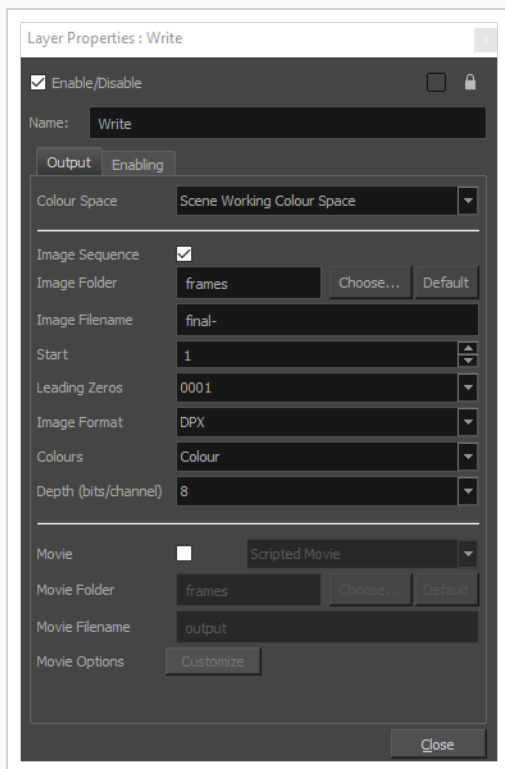 Layer Properties : Write
x
Enable/Disable
Name: Write
Output Enabling
Colour Space Scene Working Colour Space
Image Sequence
Image Folder frames Choose... Default
Image Filename final-
Start 1
Leading Zeros 0001
Image Format DPX
Colours Colour
Depth (bits/channel) 8
Movie Scripted Movie
Movie Folder frames Choose... Default
Movie Filename output
Movie Options Customize
Close